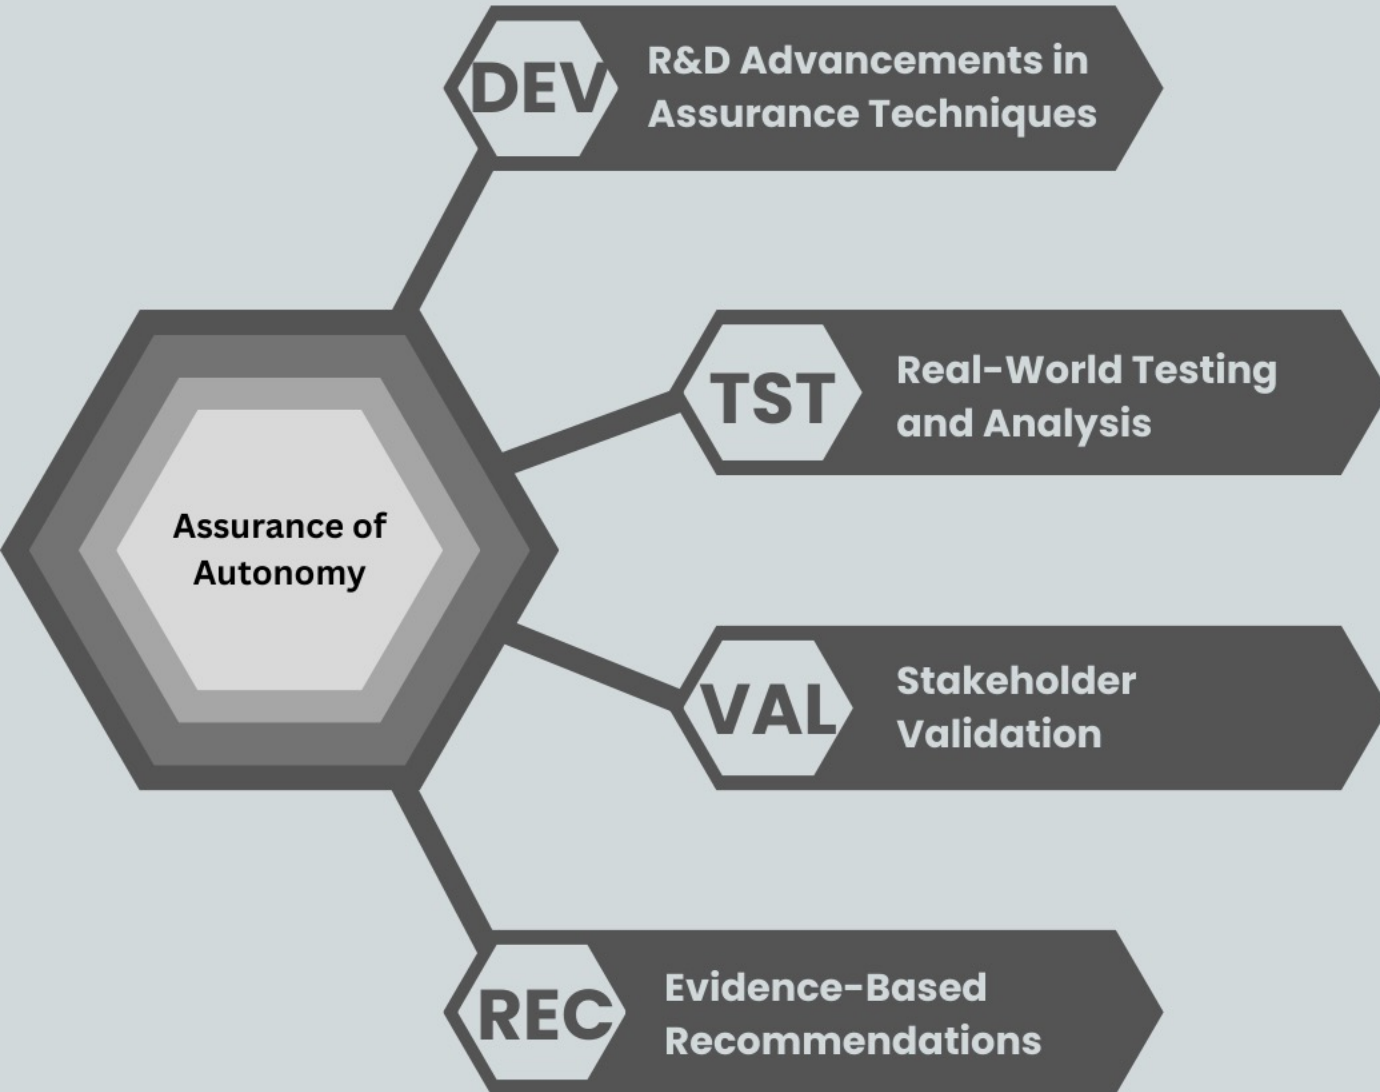 DEV
R&D Advancements in
Assurance Techniques
TST
Real-World Testing
and Analysis
Assurance of
Autonomy
VAL
Stakeholder
Validation
REC
Evidence-Based
Recommendations